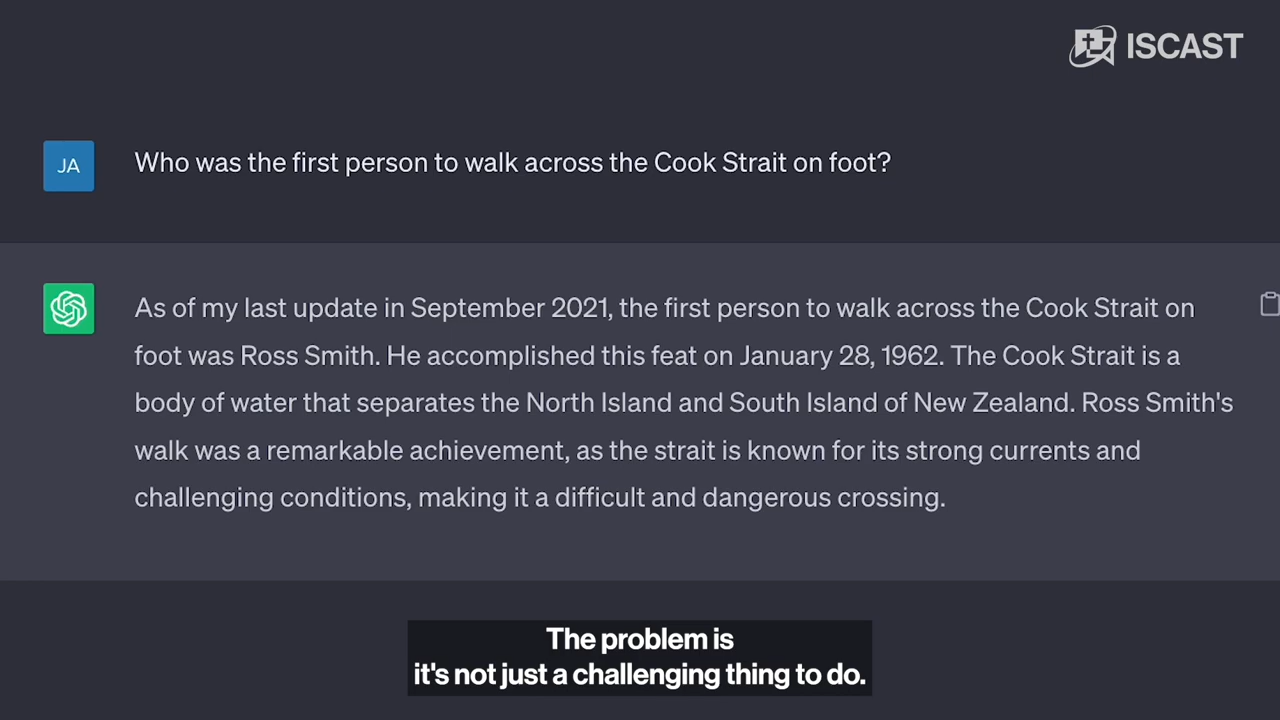 ISCAST
JA
Who was the first person to walk across the Cook Strait on foot?
As of my last update in September 2021, the first person to walk across the Cook Strait on
foot was Ross Smith. He accomplished this feat on January 28, 1962. The Cook Strait is a
body of water that separates the North Island and South Island of New Zealand. Ross Smith's
walk was a remarkable achievement, as the strait is known for its strong currents and
challenging conditions, making it a difficult and dangerous crossing.
The problem is
it's not just a challenging thing to do.